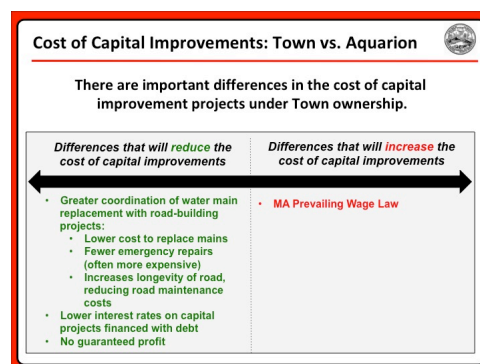 Cost of Capital Improvements: Town vs. Aquarion
There are important differences in the cost of capital
improvement projects under Town ownership.
Differences that will reduce the
cost of capital improvements
• Greater coordination of water main
replacement with road-building
projects:
• Lower cost to replace mains
• Fewer emergency repairs
(often more expensive)
• Increases longevity of road,
reducing road maintenance
costs
• Lower interest rates on capital
projects financed with debt
• No guaranteed profit
Differences that will increase the
cost of capital improvements
• MA Prevailing Wage Law